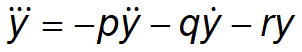 y⃛ = −pÿ − qẏ − ry